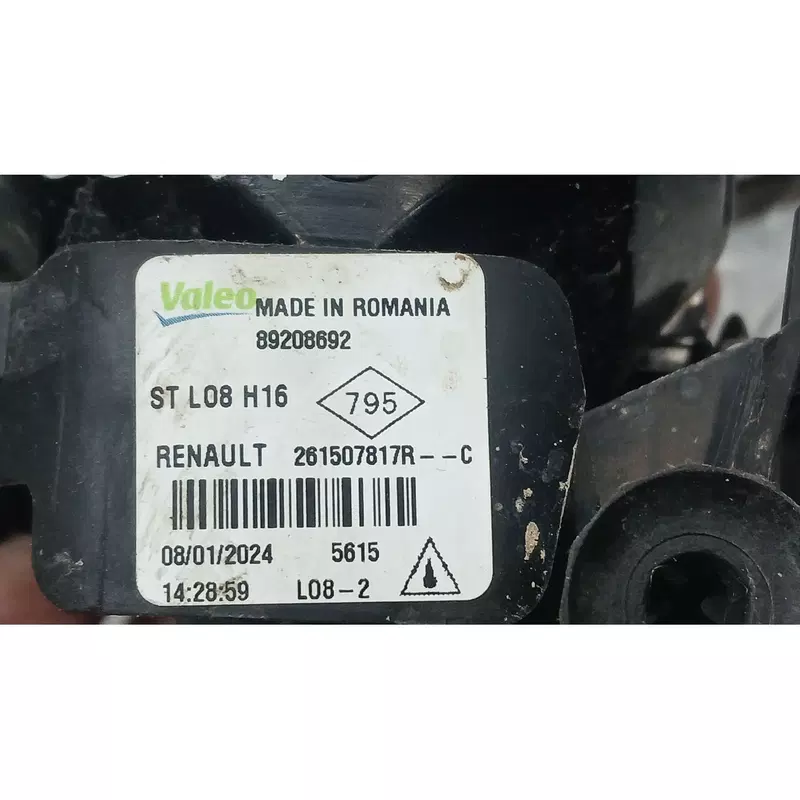 Valeo MADE IN ROMANIA
89208692
ST L08 H16 795
RENAULT 261507817R--C
08/01/2024 5615
14:28:59 L08-2